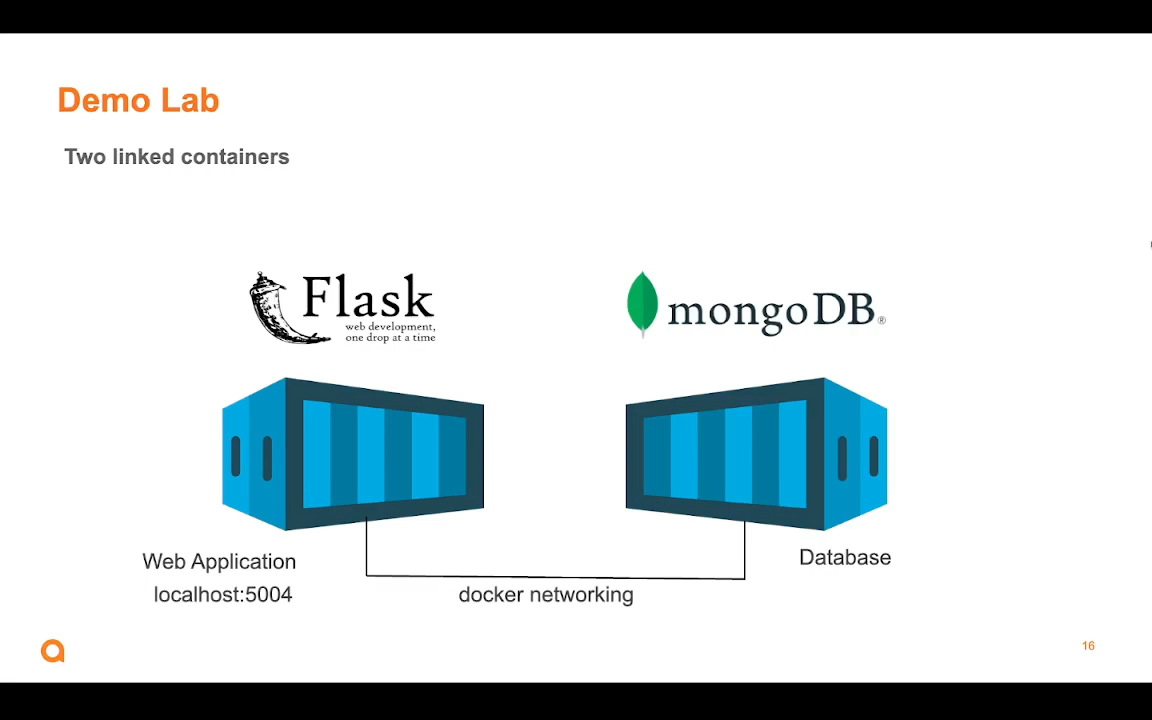 Demo Lab
Two linked containers
Flask
web development,
one drop at a time
mongoDB®
Web Application
localhost:5004
docker networking
Database
16